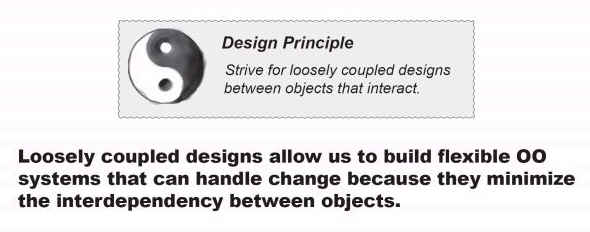 Design Principle
Strive for loosely coupled designs
between objects that interact.
Loosely coupled designs allow us to build flexible OO
systems that can handle change because they minimize
the interdependency between objects.